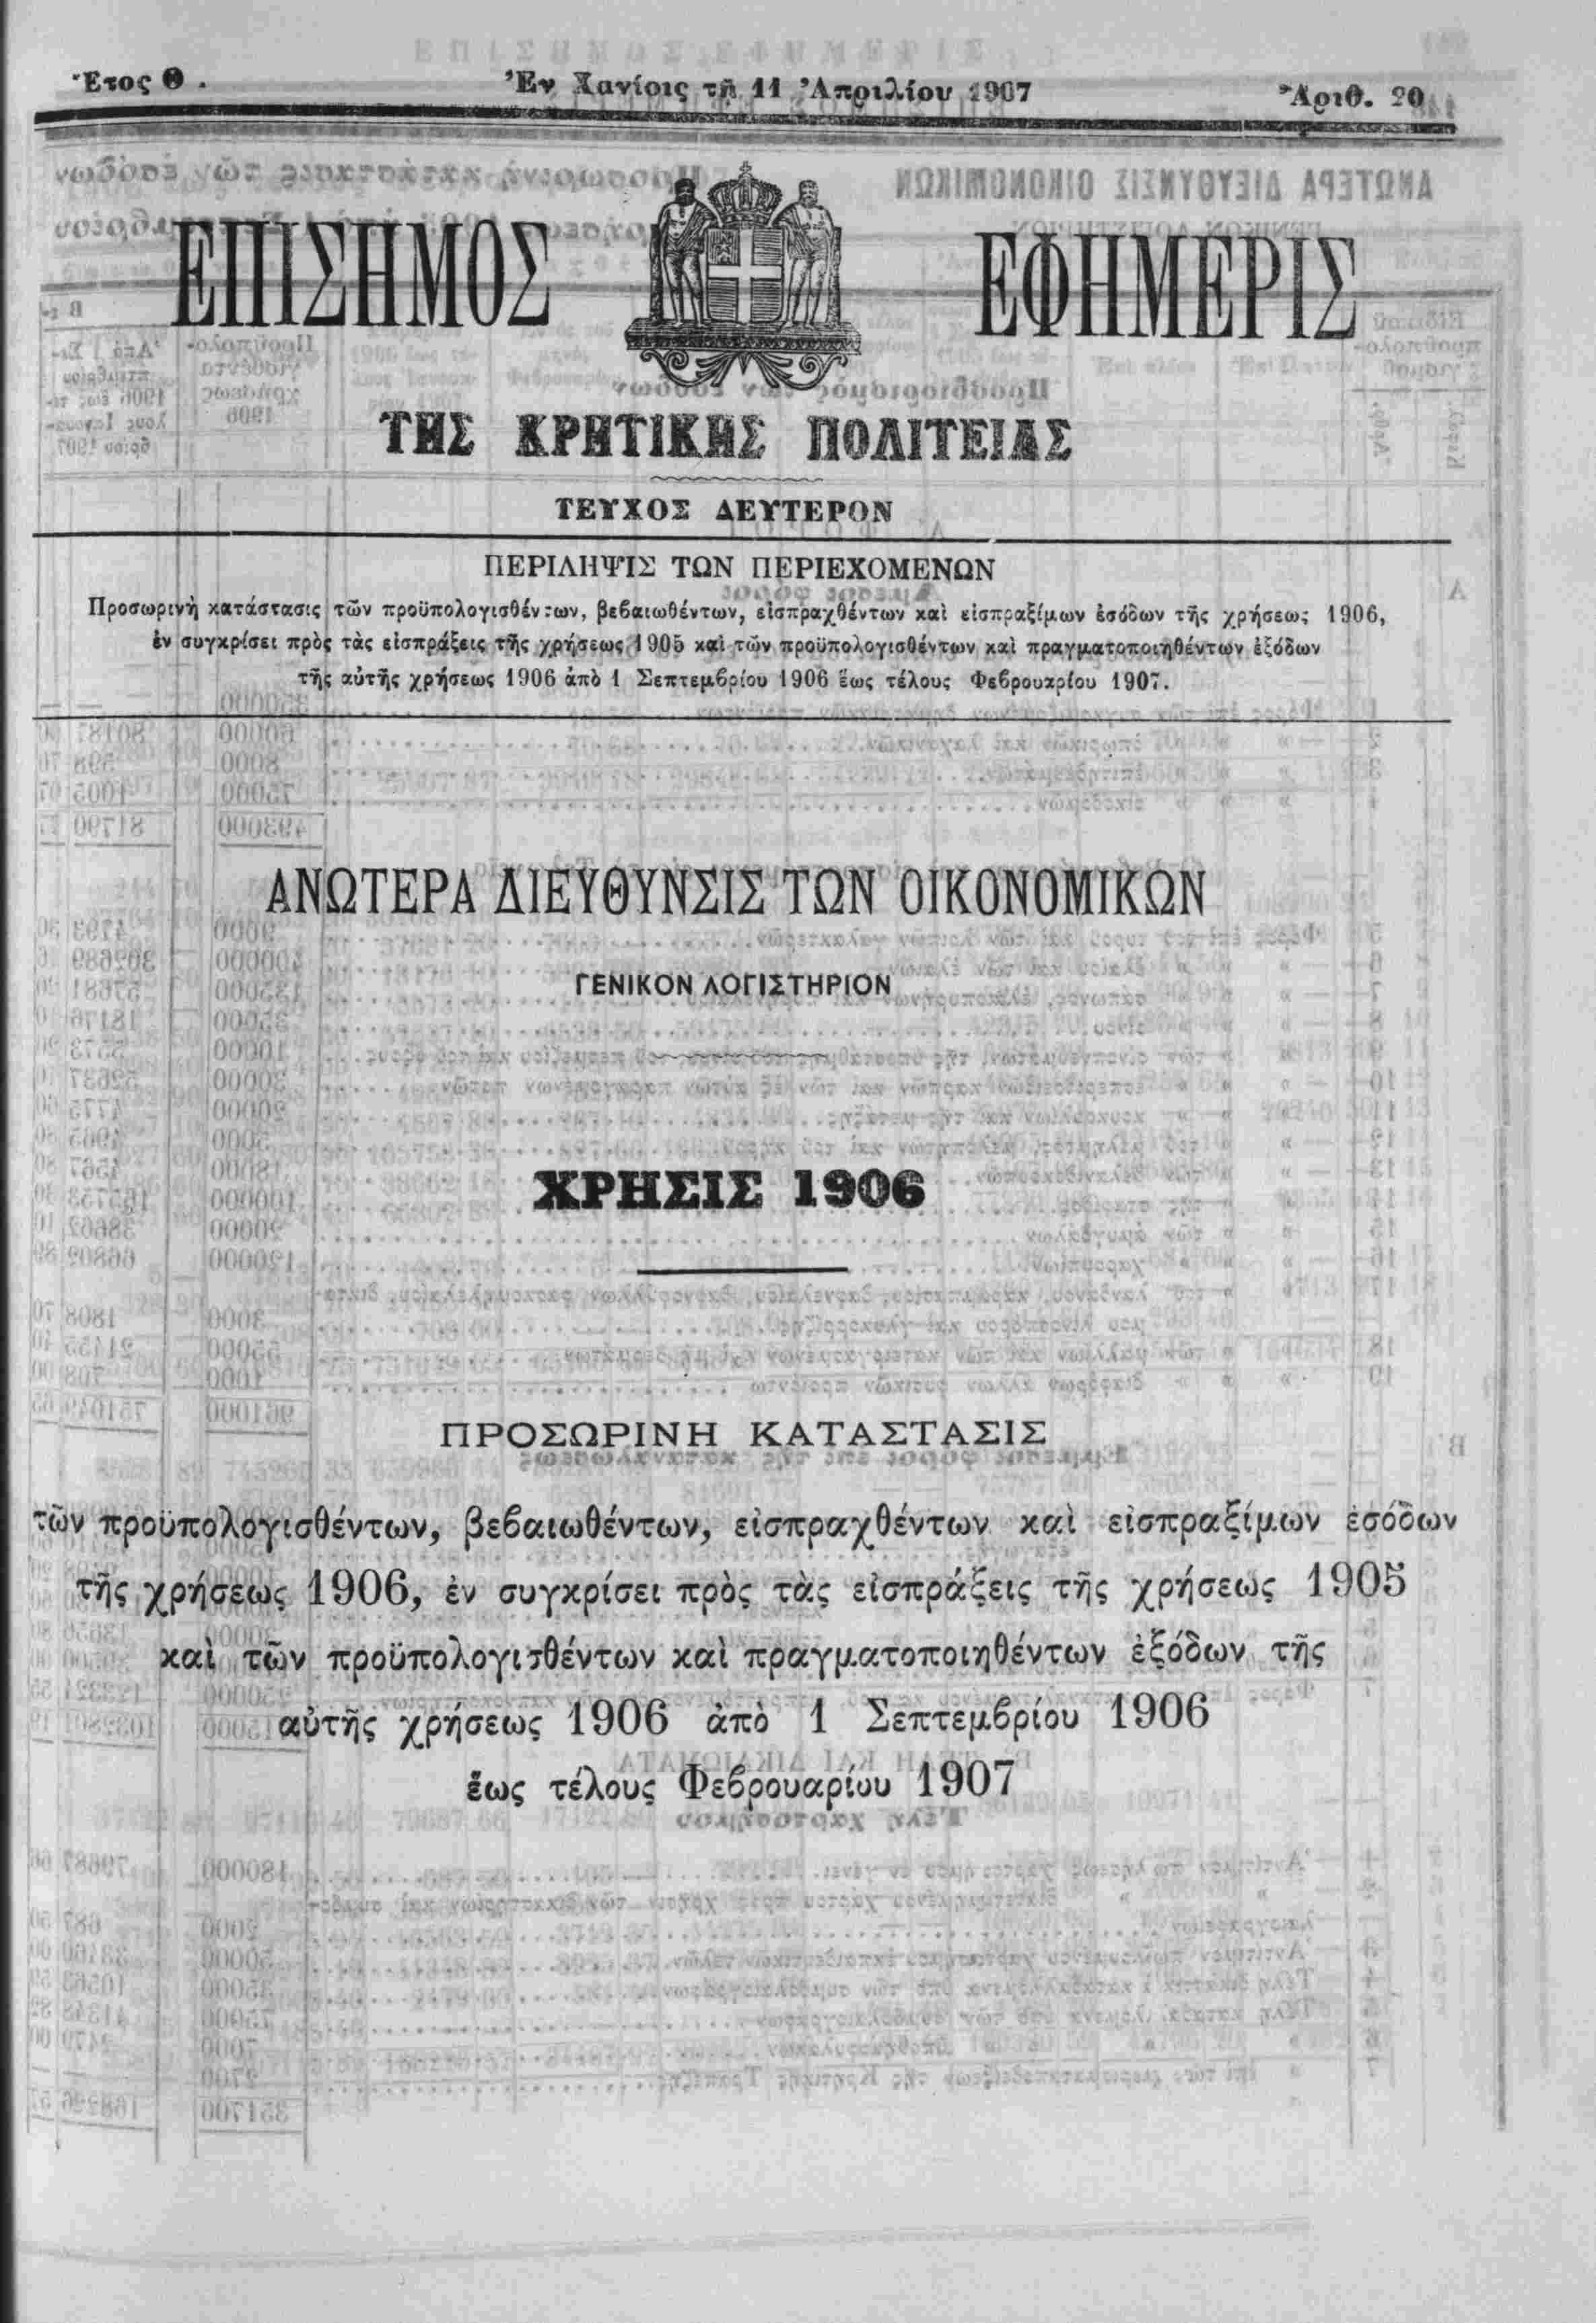 Ἔτος Θ.
Ἐν Χανίοις τῇ 11 Ἀπριλίου 1907
Ἀριθ. 20
ΕΠΙΣΗΜΟΣ ΕΦΗΜΕΡΙΣ
ΤΗΣ ΚΡΗΤΙΚΗΣ ΠΟΛΙΤΕΙΑΣ
ΤΕΥΧΟΣ ΔΕΥΤΕΡΟΝ
ΠΕΡΙΛΗΨΙΣ ΤΩΝ ΠΕΡΙΕΧΟΜΕΝΩΝ
Προσωρινὴ κατάστασις τῶν προϋπολογισθέντων, βεβαιωθέντων, εἰσπραχθέντων καὶ εἰσπραξίμων ἐσόδων τῆς χρήσεως 1906,
ἐν συγκρίσει πρὸς τὰς εἰσπράξεις τῆς χρήσεως 1905 καὶ τῶν προϋπολογισθέντων καὶ πραγματοποιηθέντων ἐξόδων
τῆς αὐτῆς χρήσεως 1906 ἀπὸ 1 Σεπτεμβρίου 1906 ἕως τέλους Φεβρουαρίου 1907.
ΑΝΩΤΕΡΑ ΔΙΕΥΘΥΝΣΙΣ ΤΩΝ ΟΙΚΟΝΟΜΙΚΩΝ
ΓΕΝΙΚΟΝ ΛΟΓΙΣΤΗΡΙΟΝ
ΧΡΗΣΙΣ 1906
ΠΡΟΣΩΡΙΝΗ ΚΑΤΑΣΤΑΣΙΣ
τῶν προϋπολογισθέντων, βεβαιωθέντων, εἰσπραχθέντων καὶ εἰσπραξίμων ἐσόδων
τῆς χρήσεως 1906, ἐν συγκρίσει πρὸς τὰς εἰσπράξεις τῆς χρήσεως 1905
καὶ τῶν προϋπολογισθέντων καὶ πραγματοποιηθέντων ἐξόδων τῆς
αὐτῆς χρήσεως 1906 ἀπὸ 1 Σεπτεμβρίου 1906
ἕως τέλους Φεβρουαρίου 1907